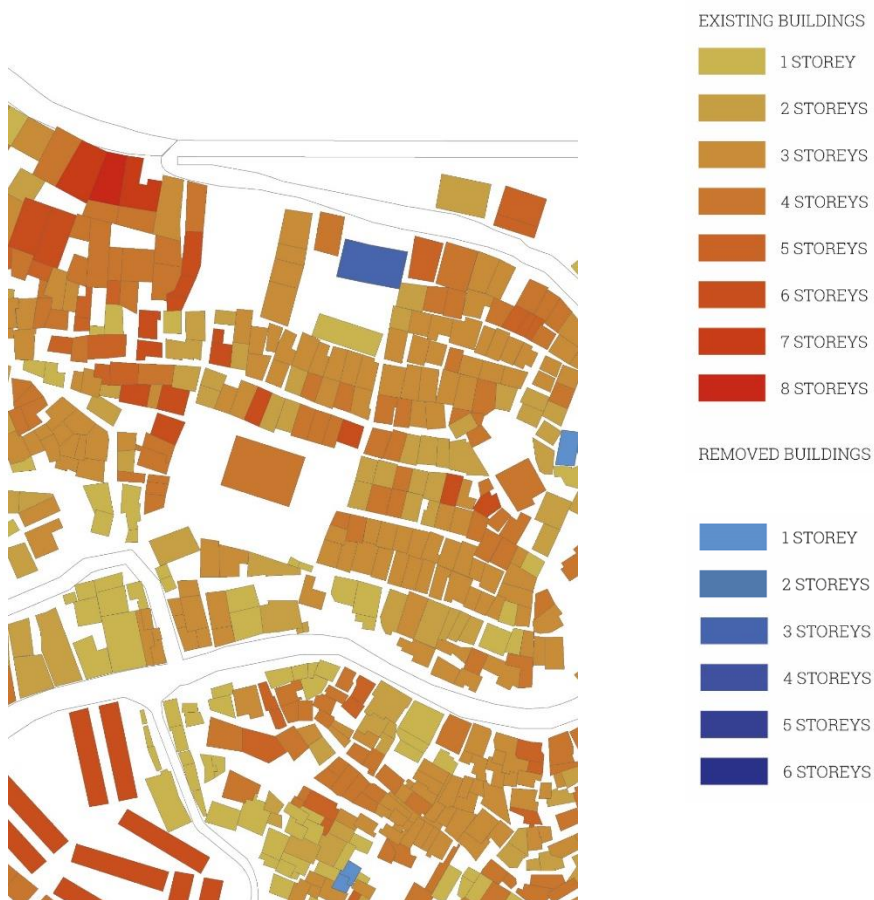 EXISTING BUILDINGS
1 STOREY
2 STOREYS
3 STOREYS
4 STOREYS
5 STOREYS
6 STOREYS
7 STOREYS
8 STOREYS
REMOVED BUILDINGS
1 STOREY
2 STOREYS
3 STOREYS
4 STOREYS
5 STOREYS
6 STOREYS